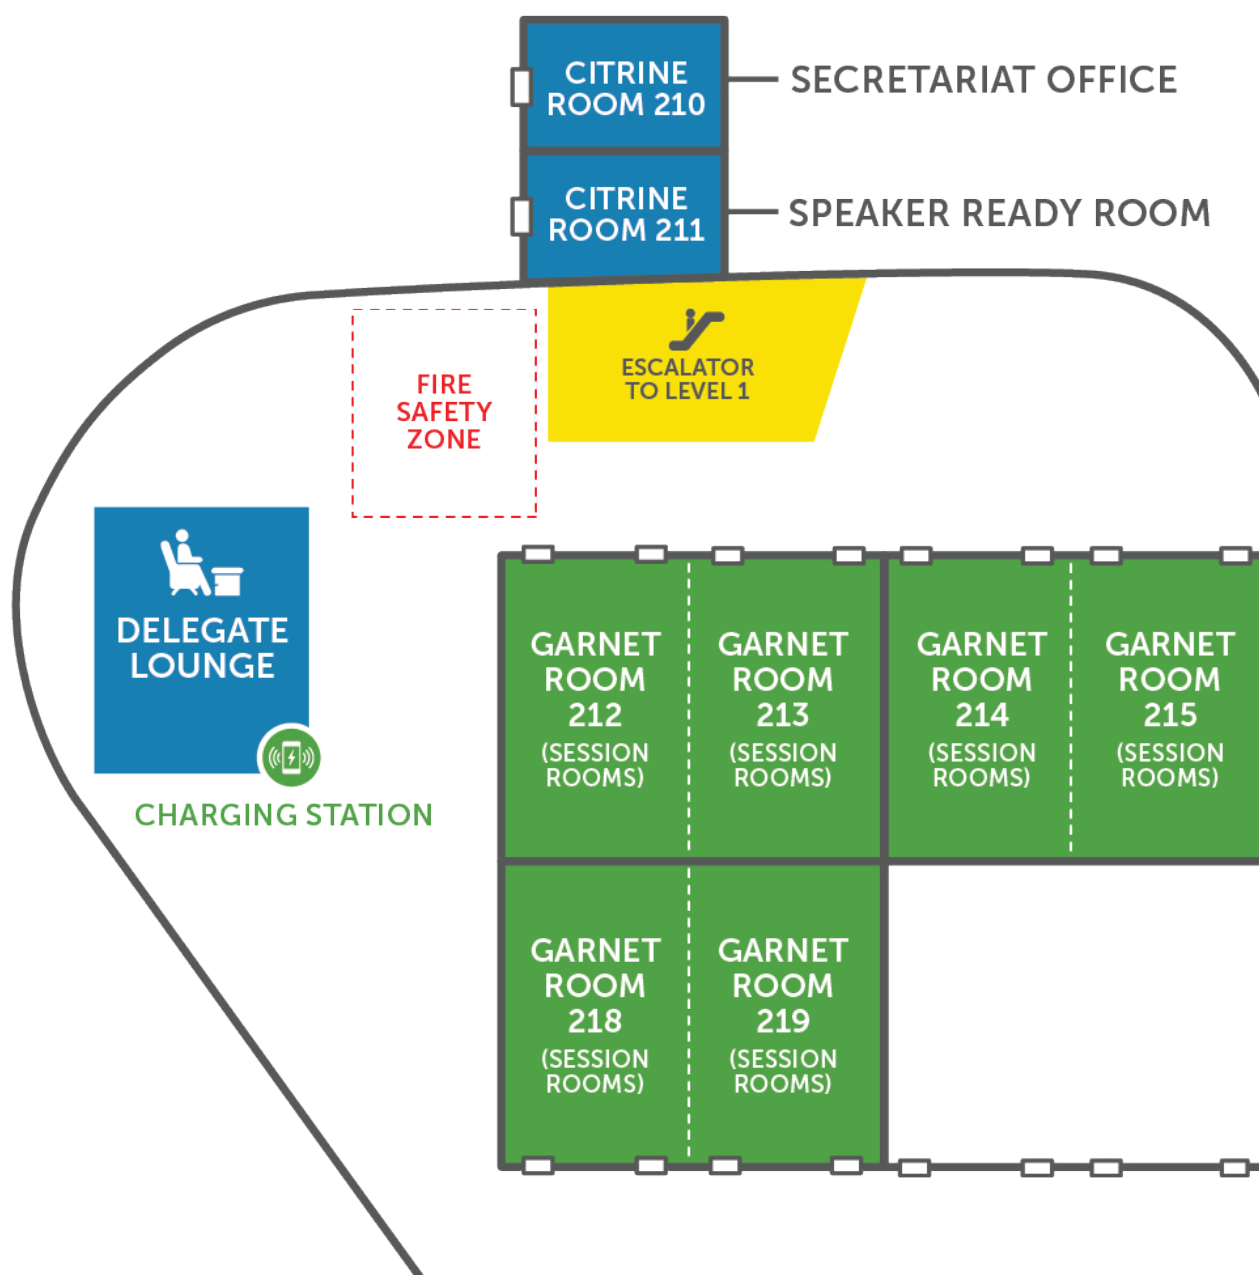 CITRINE
ROOM 210
SECRETARIAT OFFICE
CITRINE
ROOM 211
SPEAKER READY ROOM
ESCALATOR
TO LEVEL 1
FIRE
SAFETY
ZONE
DELEGATE
LOUNGE
CHARGING STATION
GARNET
ROOM
212
(SESSION
ROOMS)
GARNET
ROOM
213
(SESSION
ROOMS)
GARNET
ROOM
214
(SESSION
ROOMS)
GARNET
ROOM
215
(SESSION
ROOMS)
GARNET
ROOM
218
(SESSION
ROOMS)
GARNET
ROOM
219
(SESSION
ROOMS)